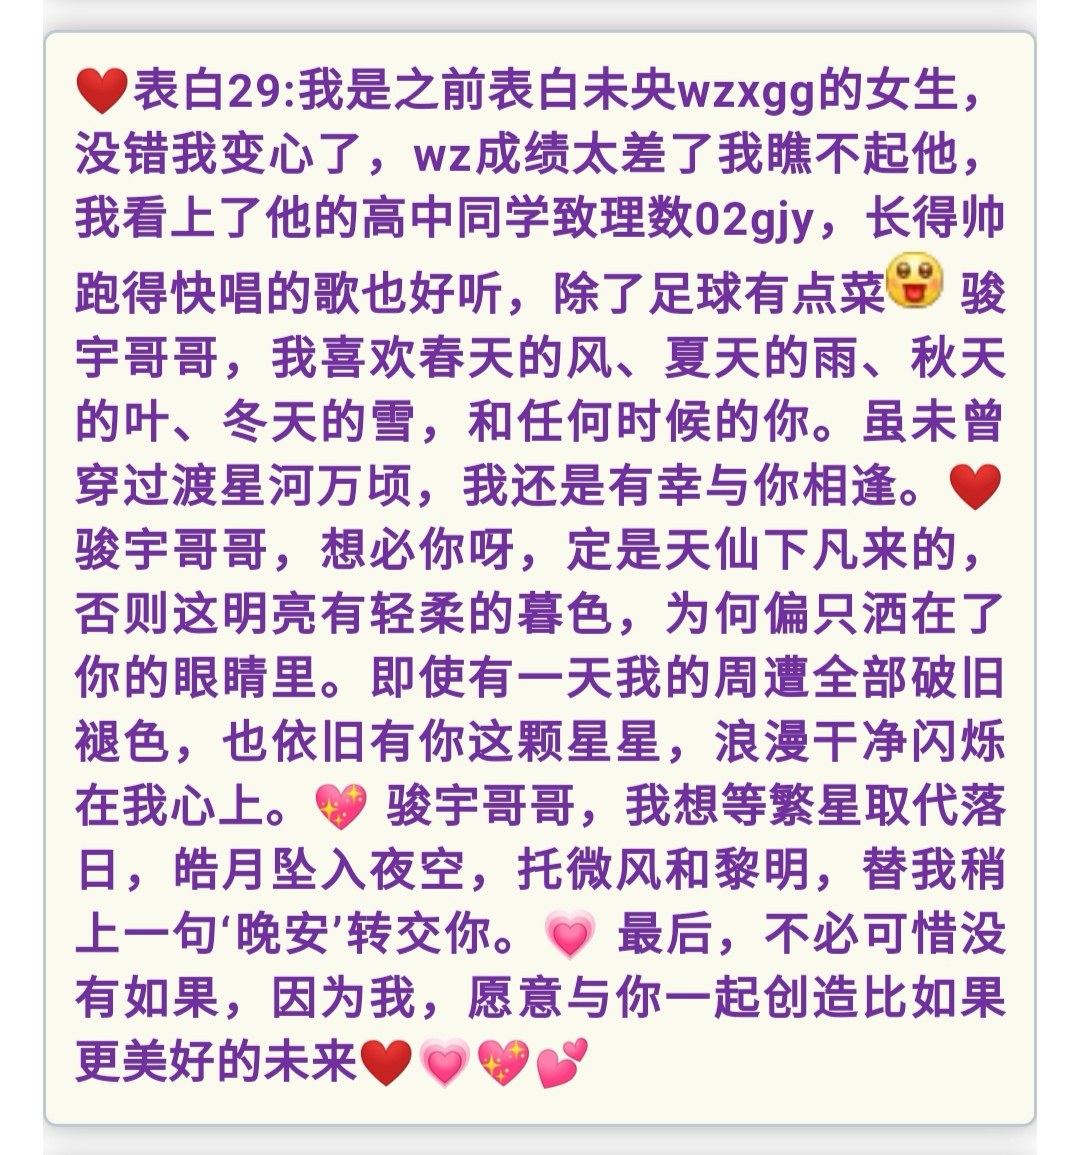 ❤️表白29:我是之前表白未央wzxgg的女生，
没错我变心了，wz成绩太差了我瞧不起他，
我看上了他的高中同学致理数02gjy，长得帅
跑得快唱的歌也好听，除了足球有点菜😛 骏
宇哥哥，我喜欢春天的风、夏天的雨、秋天
的叶、冬天的雪，和任何时候的你。虽未曾
穿过渡星河万顷，我还是有幸与你相逢。❤️
骏宇哥哥，想必你呀，定是天仙下凡来的，
否则这明亮有轻柔的暮色，为何偏只洒在了
你的眼睛里。即使有一天我的周遭全部破旧
褪色，也依旧有你这颗星星，浪漫干净闪烁
在我心上。💖 骏宇哥哥，我想等繁星取代落
日，皓月坠入夜空，托微风和黎明，替我稍
上一句‘晚安’转交你。💗 最后，不必可惜没
有如果，因为我，愿意与你一起创造比如果
更美好的未来❤️💗💖💕